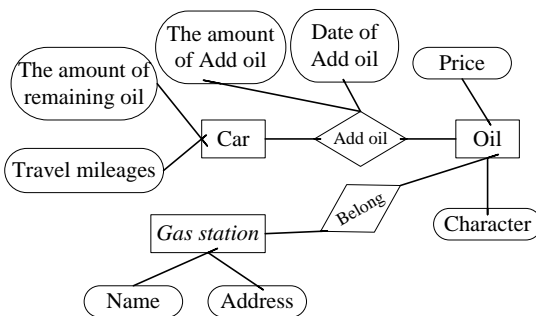 The amount
of Add oil
Date of
Add oil
The amount of
remaining oil
Price
Car
Add oil
Oil
Travel mileages
Belong
Character
Gas station
Name
Address